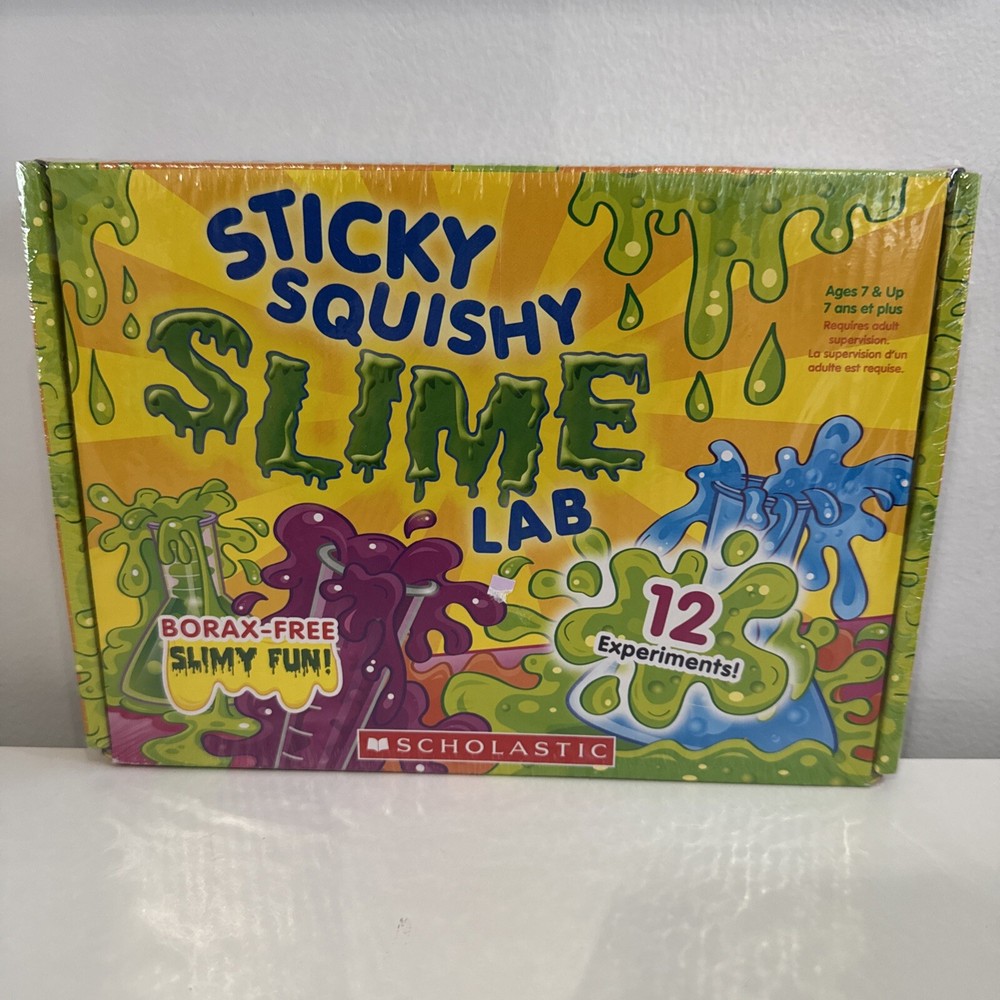 STICKY
SQUISHY
SLIME
LAB
Ages 7 & Up
7 ans et plus
Requires adult
supervision.
La supervision d'un
adulte est requise.
BORAX-FREE
SLIMY FUN!
12
Experiments!
SCHOLASTIC